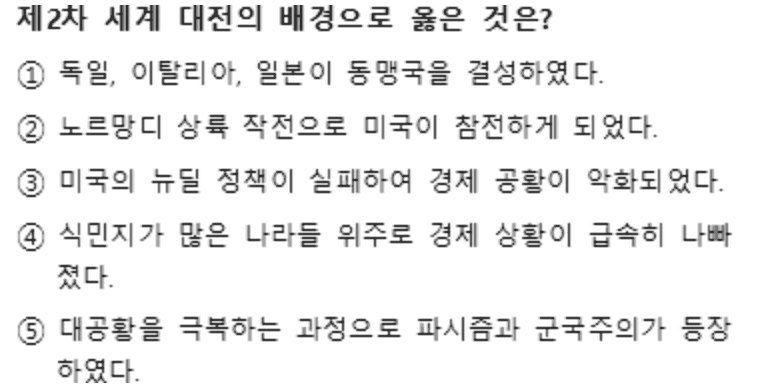 제2차 세계 대전의 배경으로 옳은 것은?
① 독일, 이탈리아, 일본이 동맹국을 결성하였다.
② 노르망디 상륙 작전으로 미국이 참전하게 되었다.
③ 미국의 뉴딜 정책이 실패하여 경제 공황이 악화되었다.
④ 식민지가 많은 나라들 위주로 경제 상황이 급속히 나빠
졌다.
⑤ 대공황을 극복하는 과정으로 파시즘과 군국주의가 등장
하였다.